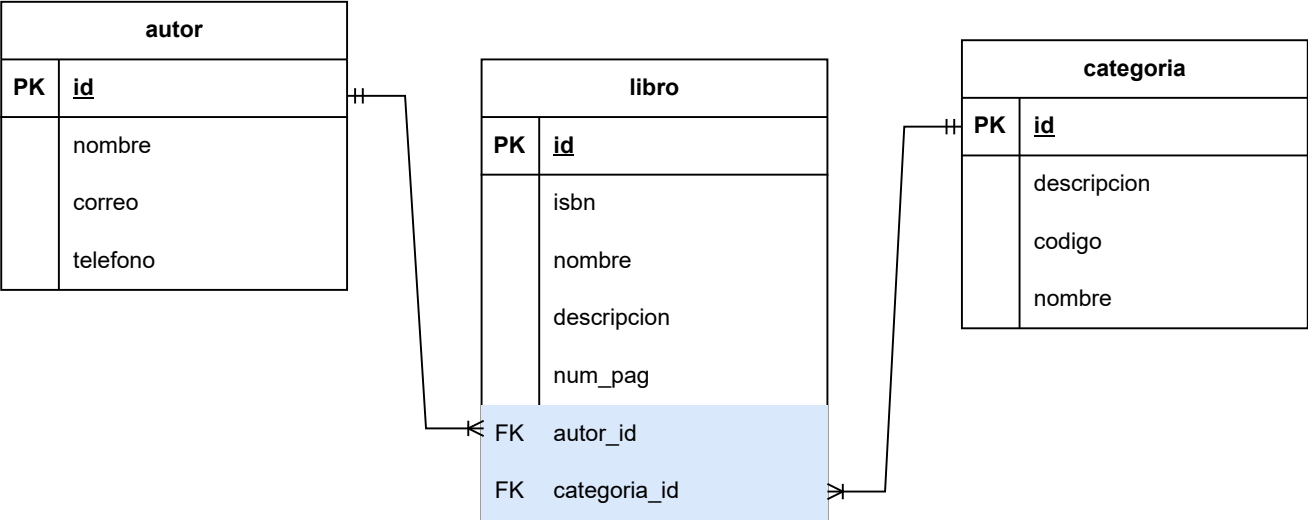 autor
PK id
nombre
correo
telefono
libro
PK id
isbn
nombre
descripcion
num_pag
FK autor_id
FK categoria_id
categoria
PK id
descripcion
codigo
nombre